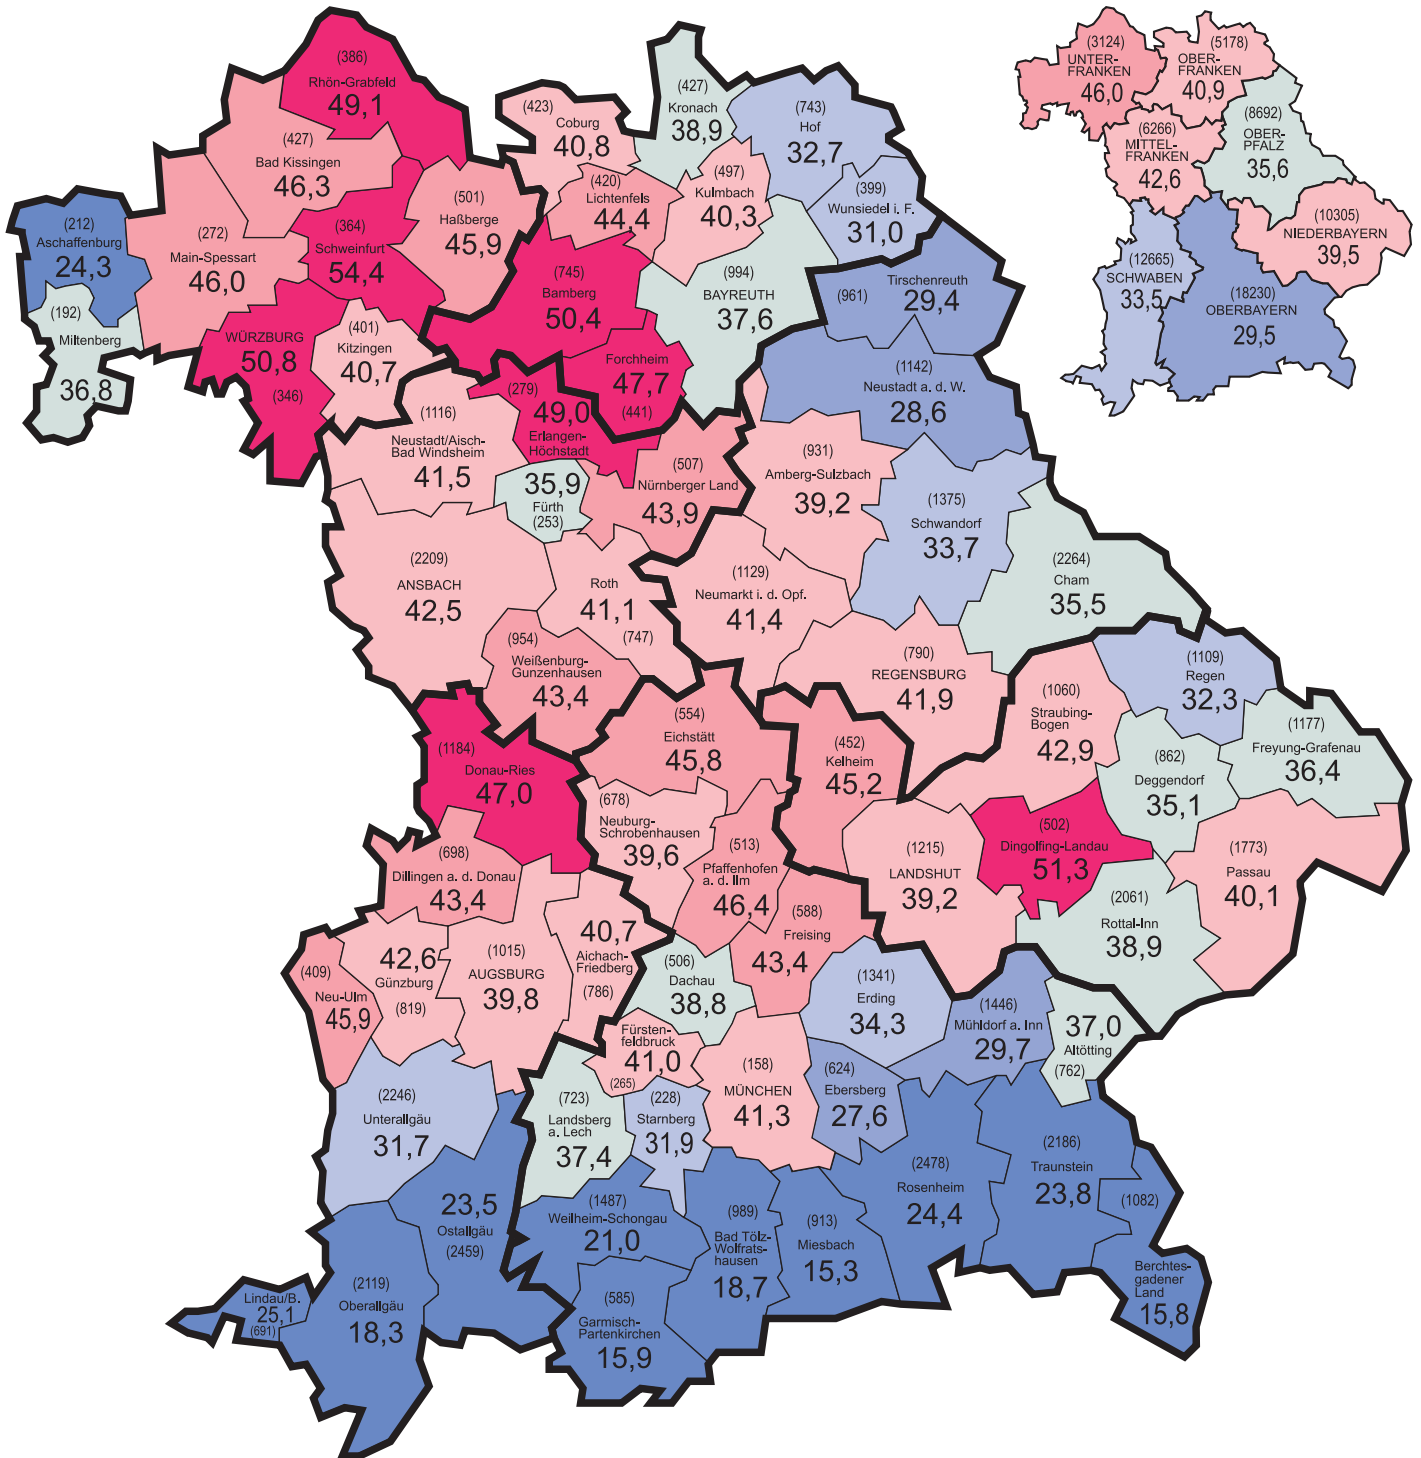 (386)
Rhön-Grabfeld
49,1
(427)
Bad Kissingen
46,3
(501)
Haßberge
45,9
(364)
Schweinfurt
54,4
(272)
Main-Spessart
46,0
(212)
Aschaffenburg
24,3
(192)
Miltenberg
36,8
WÜRZBURG
50,8
(346)
(401)
Kitzingen
40,7
(423)
Coburg
40,8
(427)
Kronach
38,9
(743)
Hof
32,7
(420)
Lichtenfels
44,4
(497)
Kulmbach
40,3
(399)
Wunsiedel i. F.
31,0
(745)
Bamberg
50,4
(994)
BAYREUTH
37,6
Forchheim
47,7
(441)
Tirschenreuth
(961)
29,4
(1142)
Neustadt a. d. W.
28,6
(279)
49,0
Erlangen-
Höchstadt
(1116)
Neustadt/Aisch-
Bad Windsheim
41,5
35,9
Fürth
(253)
(507)
Nürnberger Land
43,9
(931)
Amberg-Sulzbach
39,2
(1375)
Schwandorf
33,7
(2264)
Cham
35,5
(2209)
ANSBACH
42,5
Roth
41,1
(747)
(1129)
Neumarkt i. d. Opf.
41,4
(954)
Weißenburg-
Gunzenhausen
43,4
(790)
REGENSBURG
41,9
(1109)
Regen
32,3
(1060)
Straubing-
Bogen
42,9
(1177)
Freyung-Grafenau
36,4
(862)
Deggendorf
35,1
(554)
Eichstätt
45,8
(452)
Kelheim
45,2
(1184)
Donau-Ries
47,0
(678)
Neuburg-
Schrobenhausen
39,6
(513)
Pfaffenhofen
a. d. Ilm
46,4
(1215)
LANDSHUT
39,2
(502)
Dingolfing-Landau
51,3
(1773)
Passau
40,1
(2061)
Rottal-Inn
38,9
(698)
Dillingen a. d. Donau
43,4
(588)
Freising
43,4
40,7
Aichach-
Friedberg
(786)
(1015)
AUGSBURG
39,8
42,6
Günzburg
(819)
(409)
Neu-Ulm
45,9
(506)
Dachau
38,8
(1341)
Erding
34,3
(1446)
Mühldorf a. Inn
29,7
37,0
Altötting
(762)
Fürsten-
feldbruck
41,0
(265)
(158)
MÜNCHEN
41,3
(624)
Ebersberg
27,6
(2246)
Unterallgäu
31,7
(723)
Landsberg
a. Lech
37,4
(228)
Starnberg
31,9
(2478)
Rosenheim
24,4
(2186)
Traunstein
23,8
(1082)
Berchtes-
gadener
Land
15,8
23,5
Ostallgäu
(2459)
(1487)
Weilheim-Schongau
21,0
(989)
Bad Tölz-
Wolfrats-
hausen
18,7
(913)
Miesbach
15,3
(585)
Garmisch-
Partenkirchen
15,9
(2119)
Oberallgäu
18,3
Lindau/B.
25,1
(691)
(3124)
UNTER-
FRANKEN
46,0
(5178)
OBER-
FRANKEN
40,9
(8692)
OBER-
PFALZ
35,6
(6266)
MITTEL-
FRANKEN
42,6
(10305)
NIEDERBAYERN
39,5
(12665)
SCHWABEN
33,5
(18230)
OBERBAYERN
29,5